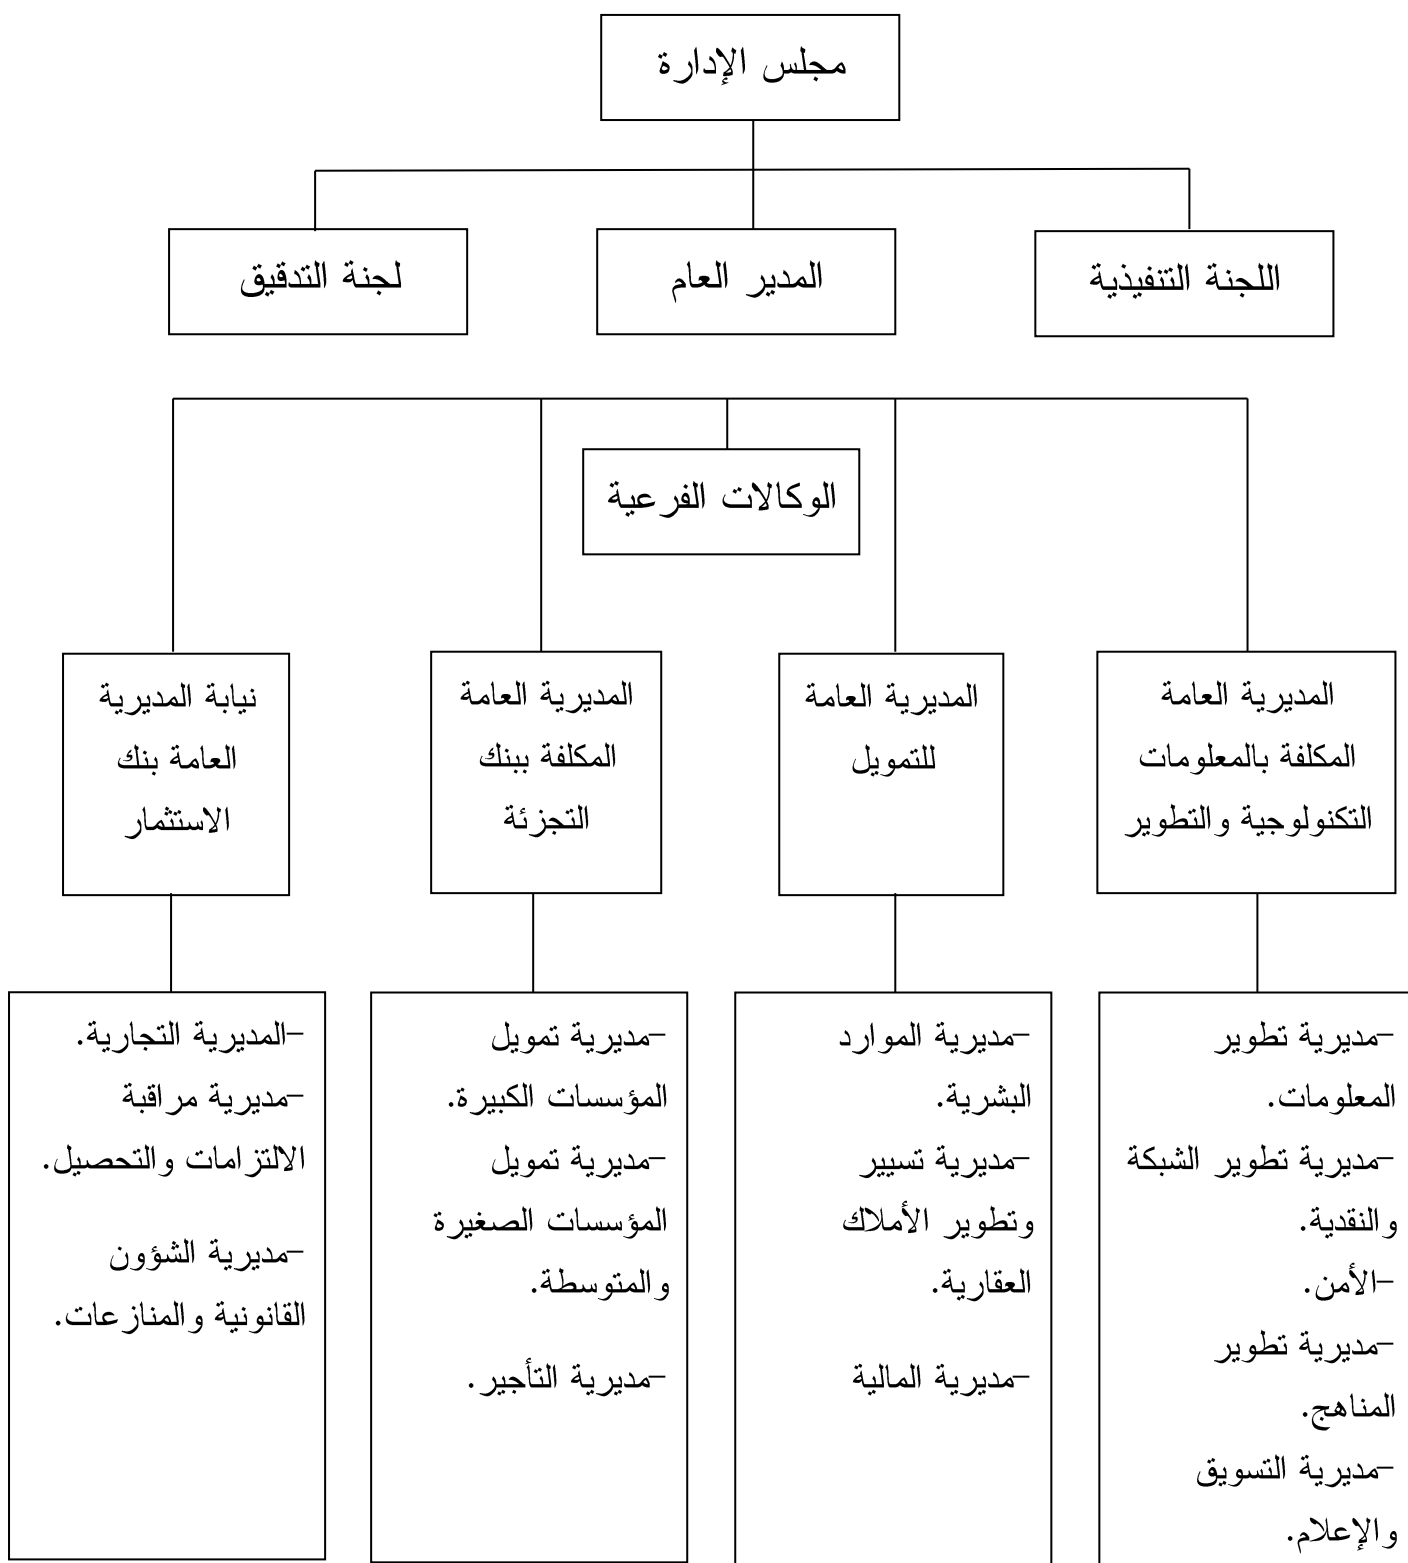 مجلس الإدارة
اللجنة التنفيذية
المدير العام
لجنة التدقيق
الوكالات الفرعية
المديرية العامة
المكلفة بالمعلومات
التكنولوجية والتطوير
المديرية العامة
للتمويل
المديرية العامة
المكلفة ببنك
التجزئة
نيابة المديرية
العامة بنك
الاستثمار
-مديرية تطوير
المعلومات.
-مديرية تطوير الشبكة
والنقدية.
-الأمن.
-مديرية تطوير
المناهج.
-مديرية التسويق
والإعلام.
-مديرية الموارد
البشرية.
-مديرية تسيير
وتطوير الأملاك
العقارية.
-مديرية المالية
-مديرية تمويل
المؤسسات الكبيرة.
-مديرية تمويل
المؤسسات الصغيرة
والمتوسطة.
-مديرية التأجير.
-المديرية التجارية.
-مديرية مراقبة
الالتزامات والتحصيل.
-مديرية الشؤون
القانونية والمنازعات.